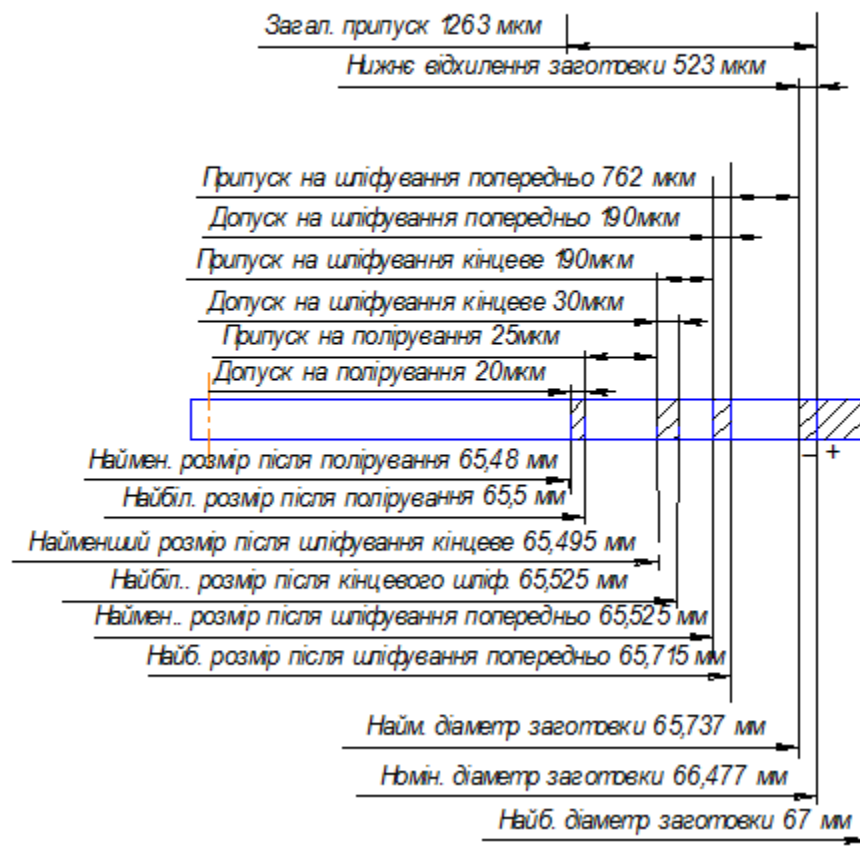 Загал. припуск 1263 мкм
Нижнє відхилення заготовки 523 мкм
Припуск на шліфування попередньо 762 мкм
Допуск на шліфування попередньо 190мкм
Припуск на шліфування кінцеве 190мкм
Допуск на шліфування кінцеве 30мкм
Припуск на полірування 25мкм
Допуск на полірування 20мкм
– +
Наймен. розмір після полірування 65,48 мм
Найбіл. розмір після полірування 65,5 мм
Найменший розмір після шліфування кінцеве 65,495 мм
Найбіл.. розмір після кінцевого шліф. 65,525 мм
Наймен.. розмір після шліфування попередньо 65,525 мм
Найб. розмір після шліфування попередньо 65,715 мм
Найм. діаметр заготовки 65,737 мм
Номін. діаметр заготовки 66,477 мм
Найб. діаметр заготовки 67 мм